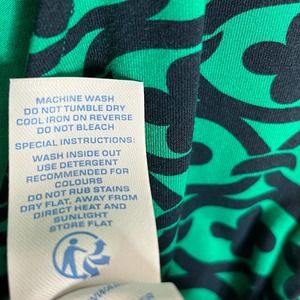 MACHINE WASH
DO NOT TUMBLE DRY
COOL IRON ON REVERSE
DO NOT BLEACH
SPECIAL INSTRUCTIONS:
WASH INSIDE OUT
USE DETERGENT
RECOMMENDED FOR
COLOURS
DO NOT RUB STAINS
DRY FLAT, AWAY FROM
DIRECT HEAT AND
SUNLIGHT
STORE FLAT